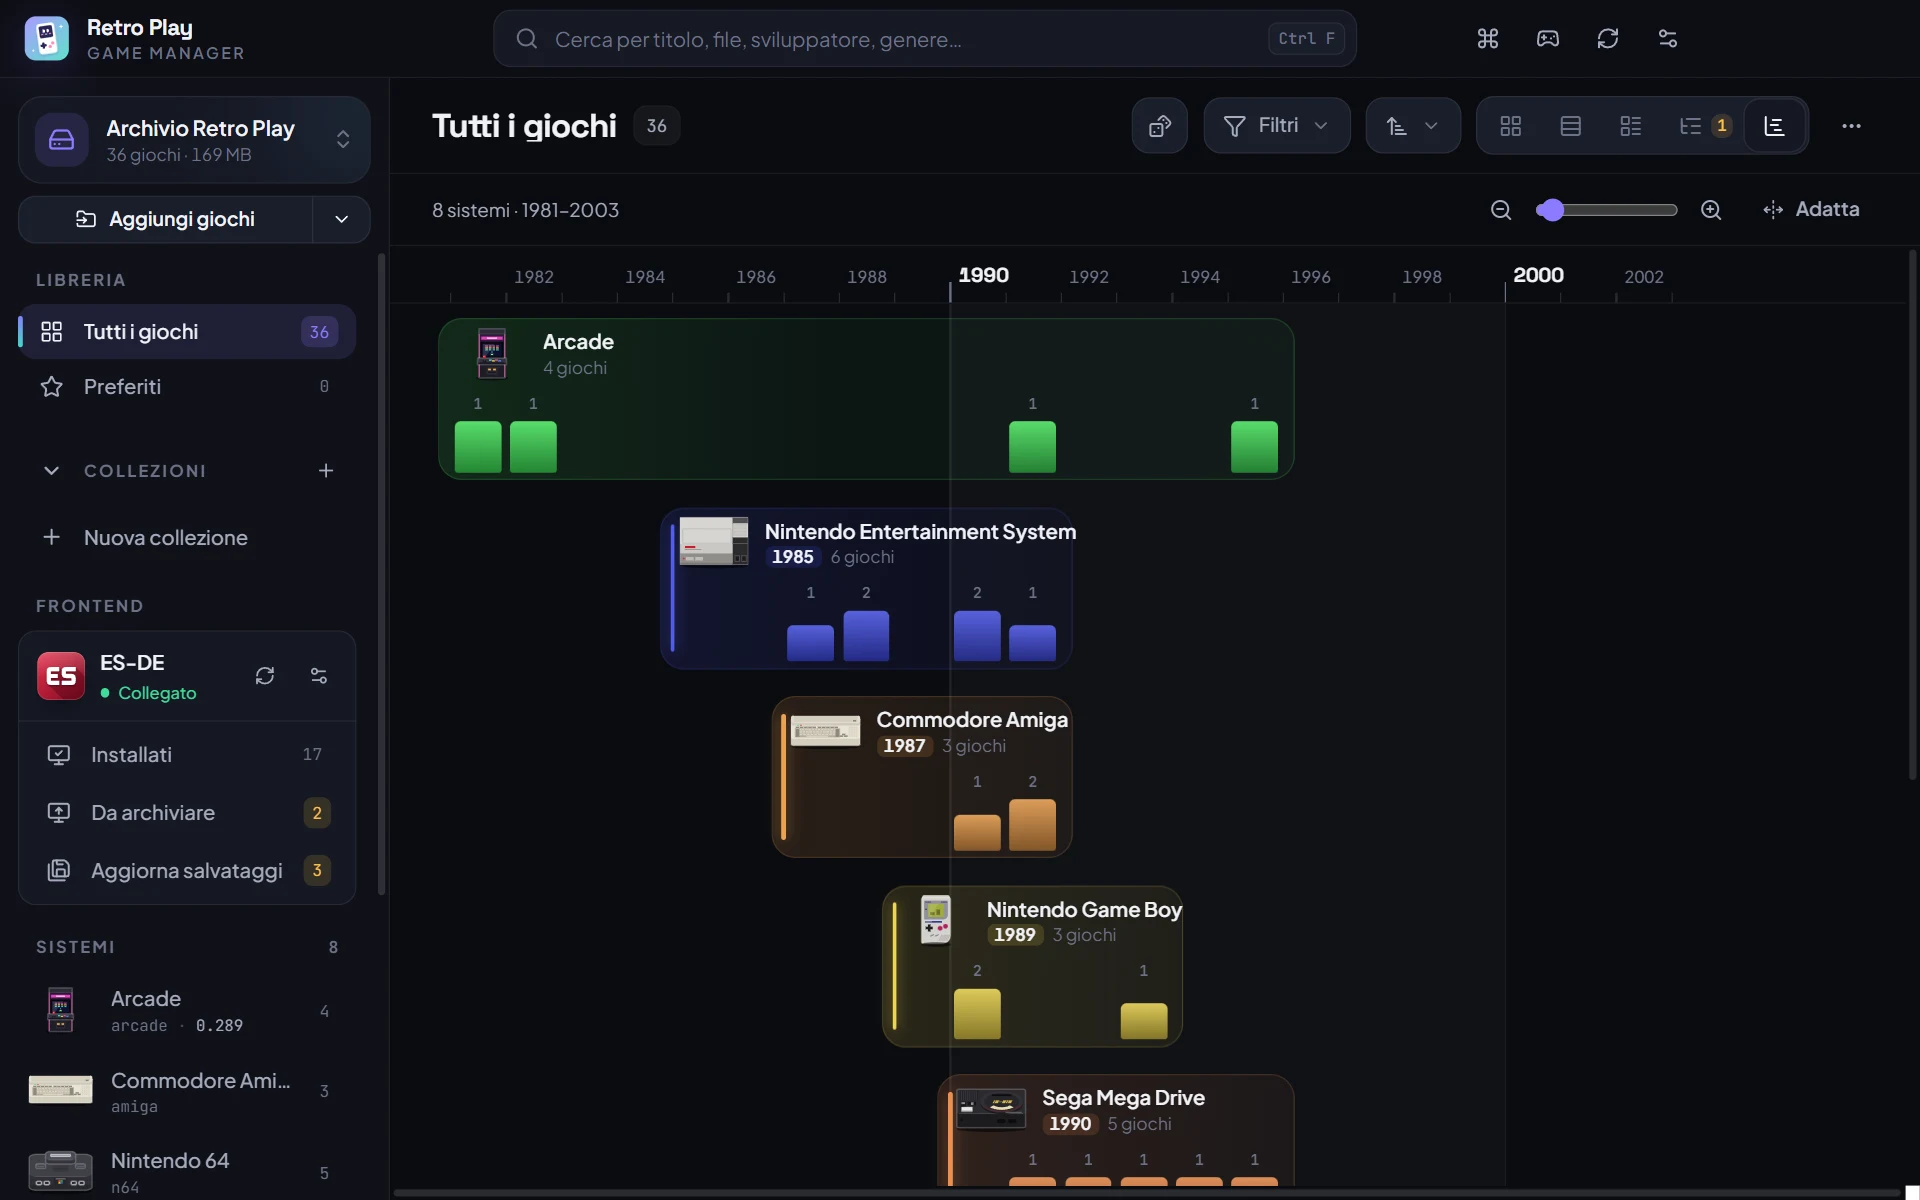 Retro Play
GAME MANAGER
Cerca per titolo, file, sviluppatore, genere...
Ctrl F
Archivio Retro Play
36 giochi · 169 MB
Aggiungi giochi
LIBRERIA
Tutti i giochi 36
Preferiti 0
COLLEZIONI
Nuova collezione
FRONTEND
ES
ES-DE
Collegato
Installati 17
Da archiviare 2
Aggiorna salvataggi 3
SISTEMI 8
Arcade
arcade · 0.289
4
Commodore Ami...
amiga
3
Nintendo 64
n64
5
Tutti i giochi 36
Filtri
1
8 sistemi · 1981–2003
Adatta
1982 1984 1986 1988 1990 1992 1994 1996 1998 2000 2002
Arcade
4 giochi
1 1 1 1
Nintendo Entertainment System
1985 6 giochi
1 2 2 1
Commodore Amiga
1987 3 giochi
1 2
Nintendo Game Boy
1989 3 giochi
2 1
Sega Mega Drive
1990 5 giochi
1 1 1 1 1